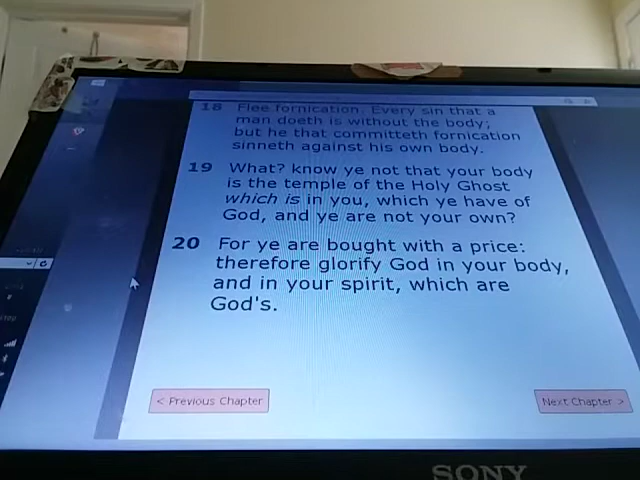 18 Flee fornication. Every sin that a
man doeth is without the body;
but he that committeth fornication
sinneth against his own body.
19 What? know ye not that your body
is the temple of the Holy Ghost
which is in you, which ye have of
God, and ye are not your own?
20 For ye are bought with a price:
therefore glorify God in your body,
and in your spirit, which are
God's.
< Previous Chapter
Next Chapter >
SONY